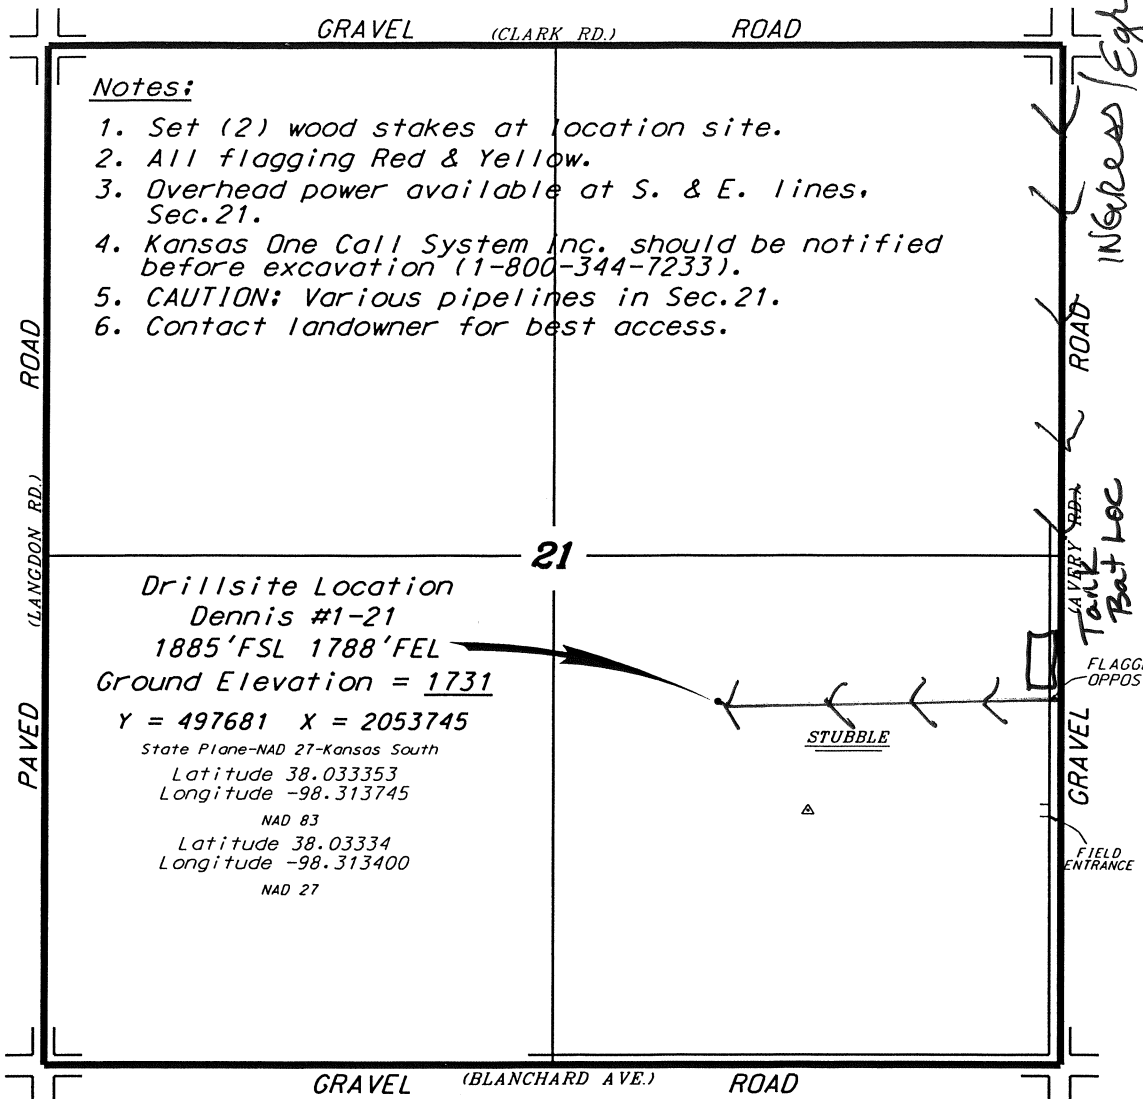 GRAVEL (CLARK RD.) ROAD
Notes:
1. Set (2) wood stakes at location site.
2. All flagging Red & Yellow.
3. Overhead power available at S. & E. lines,
Sec.21.
4. Kansas One Call System Inc. should be notified
before excavation (1-800-344-7233).
5. CAUTION: Various pipelines in Sec.21.
6. Contact landowner for best access.
PAVED (LANGDON RD.) ROAD
21
Drillsite Location
Dennis #1-21
1885'FSL 1788'FEL
Ground Elevation = 1731
Y = 497681 X = 2053745
State Plane-NAD 27-Kansas South
Latitude 38.033353
Longitude -98.313745
NAD 83
Latitude 38.03334
Longitude -98.313400
NAD 27
STUBBLE
INGRESS /
GRAVEL (AVERY RD.) ROAD
Tank
Bat Loc
FIELD
ENTRANCE
GRAVEL (BLANCHARD AVE.) ROAD